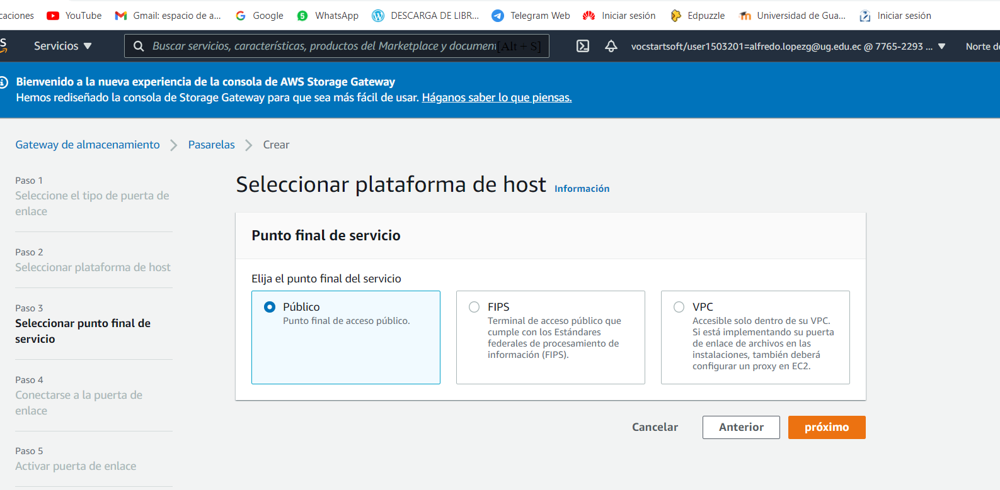 caciones YouTube Gmail: espacio de a... Google WhatsApp DESCARGA DE LIBR... Telegram Web Iniciar sesión Edpuzzle Universidad de Gua... Iniciar sesión
Servicios Buscar servicios, características, productos del Marketplace y documen [Alt + S] vocstartsoft/user1503201=alfredo.lopezg@ug.edu.ec @ 7765-2293 ... Norte de
Bienvenido a la nueva experiencia de la consola de AWS Storage Gateway
Hemos rediseñado la consola de Storage Gateway para que sea más fácil de usar. Háganos saber lo que piensas.
Gateway de almacenamiento Pasarelas Crear
Paso 1
Seleccione el tipo de puerta de
enlace
Paso 2
Seleccionar plataforma de host
Paso 3
Seleccionar punto final de
servicio
Paso 4
Conectarse a la puerta de
enlace
Paso 5
Activar puerta de enlace
Seleccionar plataforma de host Información
Punto final de servicio
Elija el punto final del servicio
Público
Punto final de acceso público.
FIPS
Terminal de acceso público que
cumple con los Estándares
federales de procesamiento de
información (FIPS).
VPC
Accesible solo dentro de su VPC.
Si está implementando su puerta
de enlace de archivos en las
instalaciones, también deberá
configurar un proxy en EC2.
Cancelar Anterior próximo